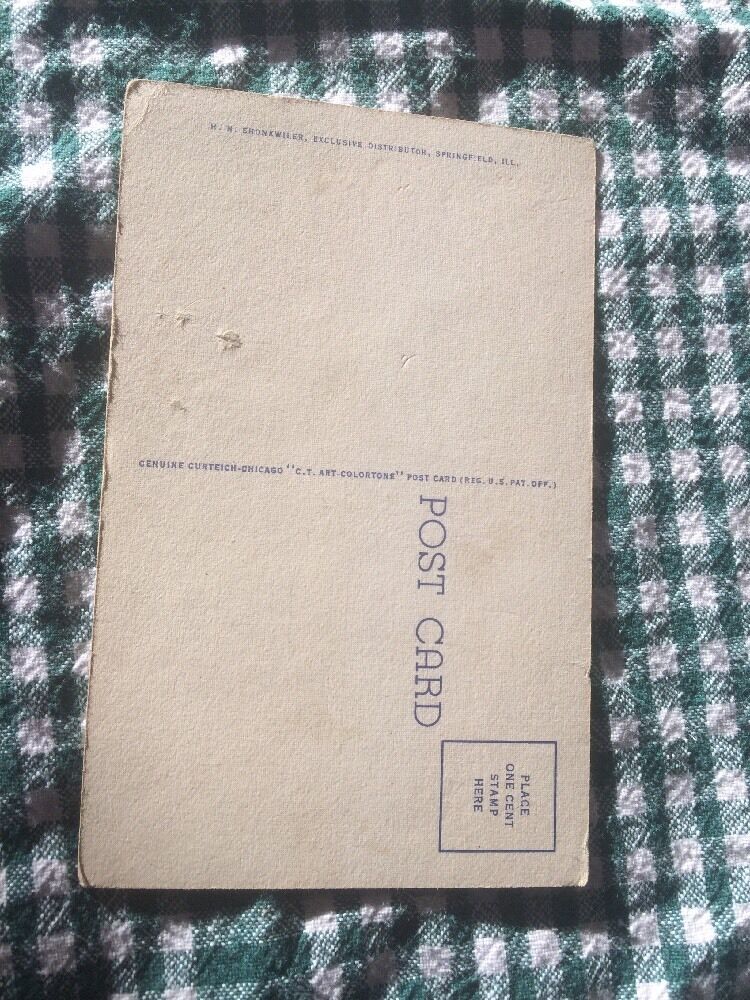 H. N. SHONKWILER, EXCLUSIVE DISTRIBUTOR, SPRINGFIELD, ILL.
GENUINE CURTEICH-CHICAGO "C.T. ART-COLORTONE" POST CARD (REG. U.S. PAT. OFF.)
POST CARD
PLACE
ONE CENT
STAMP
HERE